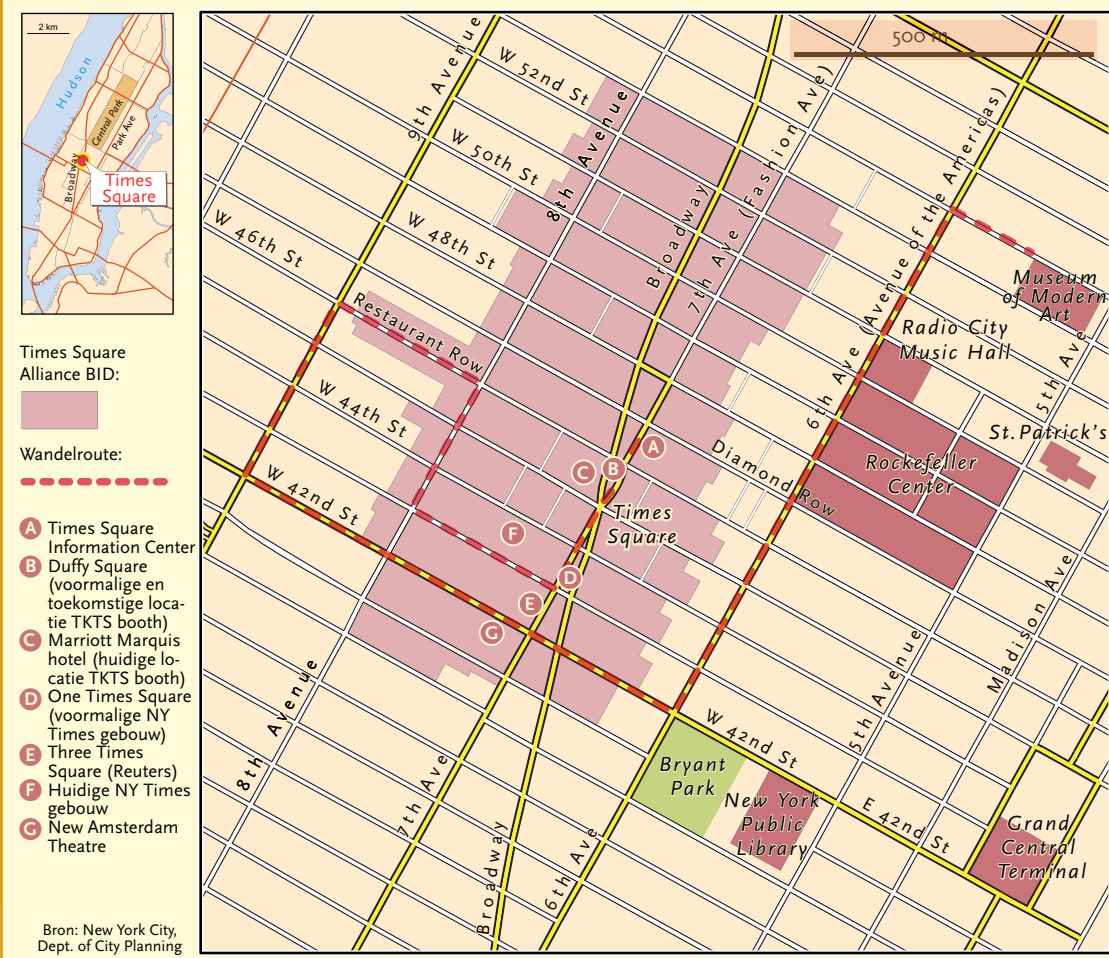 2 km
Hudson
Central Park
Park Ave
Broadway
Times
Square
Times Square
Alliance BID:
Wandelroute:
A Times Square
Information Center
B Duffy Square
(voormalige en
toekomstige loca-
tie TKTS booth)
C Marriott Marquis
hotel (huidige lo-
catie TKTS booth)
D One Times Square
(voormalige NY
Times gebouw)
E Three Times
Square (Reuters)
F Huidige NY Times
gebouw
G New Amsterdam
Theatre
Bron: New York City,
Dept. of City Planning
500 m
9th Avenue
W 52nd St
8th Avenue
W 50th St
Broadway
7th Ave (Fashion Ave)
6th Ave (Avenue of the Americas)
W 48th St
W 46th St
Museum
of Modern
Art
Restaurant Row
Radio City
Music Hall
5th Ave
W 44th St
St. Patrick's
Diamond Row
Rockefeller
Center
A
B
C
W 42nd St
Times
Square
F
D
E
G
Madison Ave
5th Avenue
8th Avenue
W 42nd St
Bryant
Park
New York
Public
Library
E 42nd St
Grand
Central
Terminal
7th Ave
Broadway
6th Ave